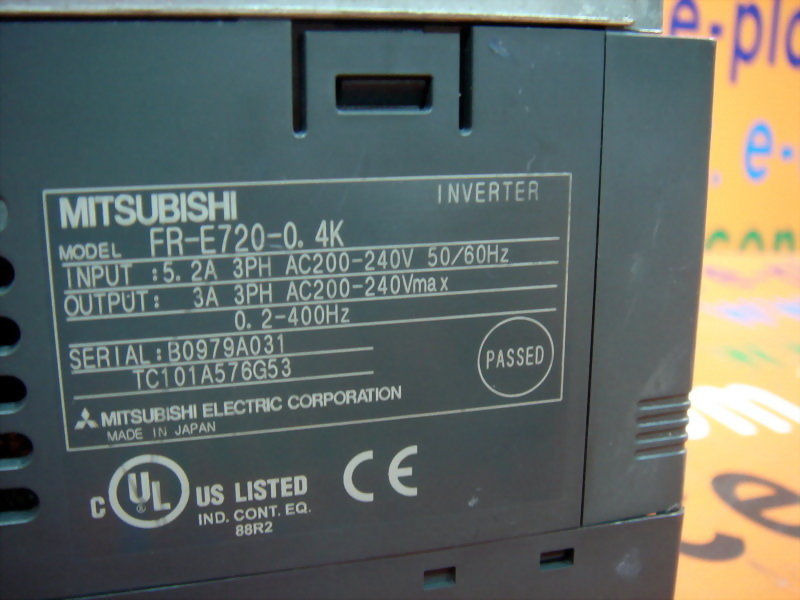 MITSUBISHI INVERTER
MODEL FR-E720-0.4K
INPUT :5.2A 3PH AC200-240V 50/60Hz
OUTPUT: 3A 3PH AC200-240Vmax
0.2-400Hz
SERIAL:B0979A031
TC101A576G53
PASSED
MITSUBISHI ELECTRIC CORPORATION
MADE IN JAPAN
C UL ® US LISTED
IND. CONT. EQ.
88R2
CE
e-pl
e-